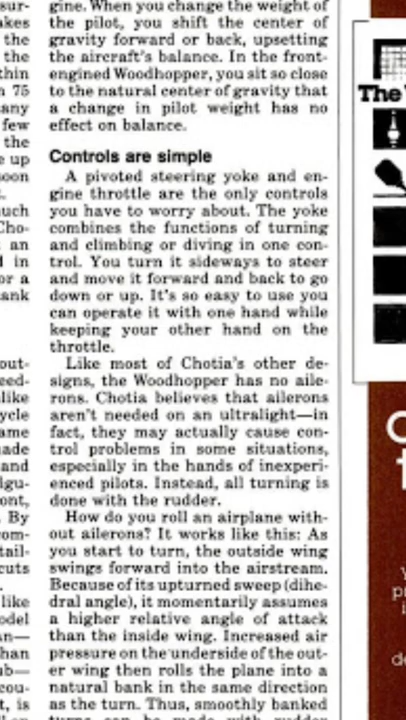 gine. When you change the weight of
the pilot, you shift the center of
gravity forward or back, upsetting
the aircraft's balance. In the front-
engined Woodhopper, you sit so close
to the natural center of gravity that
a change in pilot weight has no
effect on balance.
Controls are simple
A pivoted steering yoke and en-
gine throttle are the only controls
you have to worry about. The yoke
combines the functions of turning
and climbing or diving in one con-
trol. You turn it sideways to steer
and move it forward and back to go
down or up. It's so easy to use you
can operate it with one hand while
keeping your other hand on the
throttle.
Like most of Chotia's other de-
signs, the Woodhopper has no aile-
rons. Chotia believes that ailerons
aren't needed on an ultralight—in
fact, they may actually cause con-
trol problems in some situations,
especially in the hands of inexperi-
enced pilots. Instead, all turning is
done with the rudder.
How do you roll an airplane with-
out ailerons? It works like this: As
you start to turn, the outside wing
swings forward into the airstream.
Because of its upturned sweep (dihe-
dral angle), it momentarily assumes
a higher relative angle of attack
than the inside wing. Increased air
pressure on the underside of the out-
er wing then rolls the plane into a
natural bank in the same direction
as the turn. Thus, smoothly banked
turns can be made with rudder
The